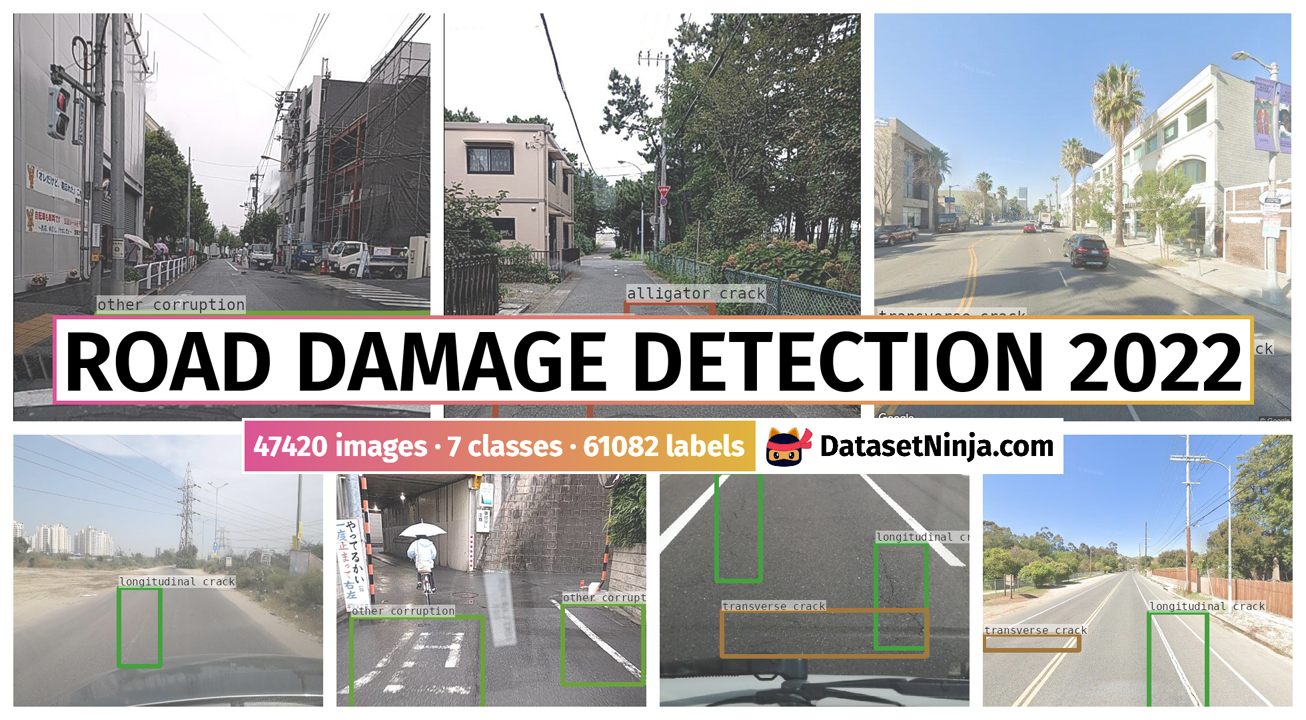 other corruption
alligator crack
transverse crack
ck
ROAD DAMAGE DETECTION 2022
Google
47420 images · 7 classes · 61082 labels
DatasetNinja.com
longitudinal crack
other corruption
other corrupt
longitudinal cr
transverse crack
longitudinal crack
transverse crack
やってるかい
一度止まって右左